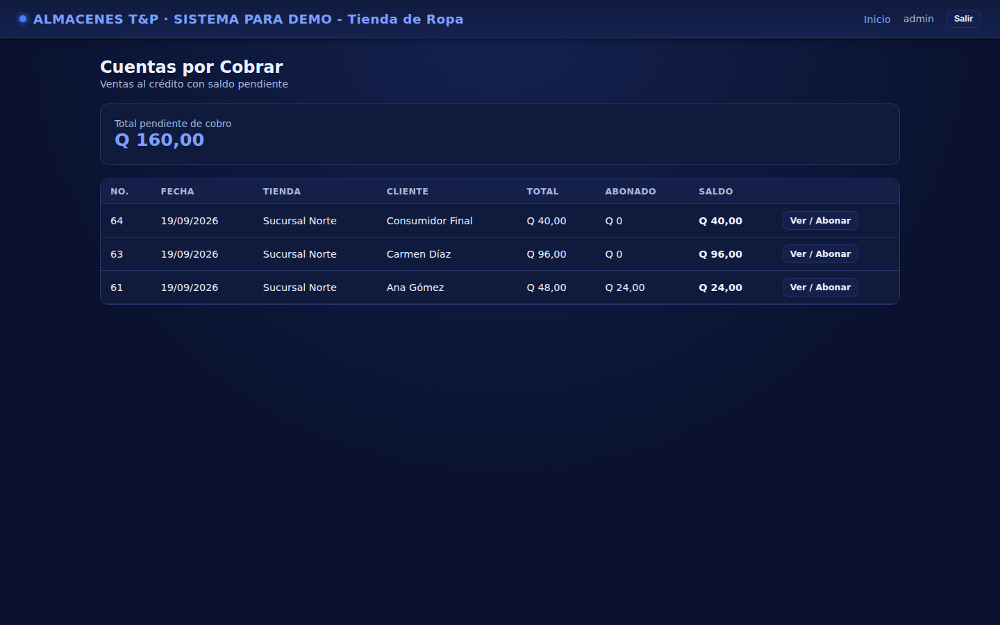 ALMACENES T&P · SISTEMA PARA DEMO - Tienda de Ropa
Inicio admin Salir
Cuentas por Cobrar
Ventas al crédito con saldo pendiente
Total pendiente de cobro
Q 160,00
NO. FECHA TIENDA CLIENTE TOTAL ABONADO SALDO
64 19/09/2026 Sucursal Norte Consumidor Final Q 40,00 Q 0 Q 40,00 Ver / Abonar
63 19/09/2026 Sucursal Norte Carmen Díaz Q 96,00 Q 0 Q 96,00 Ver / Abonar
61 19/09/2026 Sucursal Norte Ana Gómez Q 48,00 Q 24,00 Q 24,00 Ver / Abonar